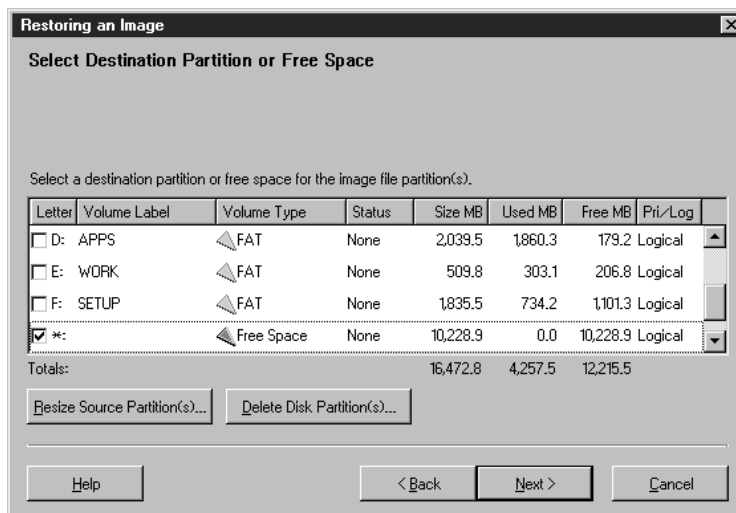 Restoring an Image
Select Destination Partition or Free Space
Select a destination partition or free space for the image file partition(s).
Letter Volume Label Volume Type Status Size MB Used MB Free MB Pri/Log
D: APPS FAT None 2,039.5 1,860.3 179.2 Logical
E: WORK FAT None 509.8 303.1 206.8 Logical
F: SETUP FAT None 1,835.5 734.2 1,101.3 Logical
*: Free Space None 10,228.9 0.0 10,228.9 Logical
Totals: 16,472.8 4,257.5 12,215.5
Resize Source Partition(s)... Delete Disk Partition(s)...
Help < Back Next > Cancel